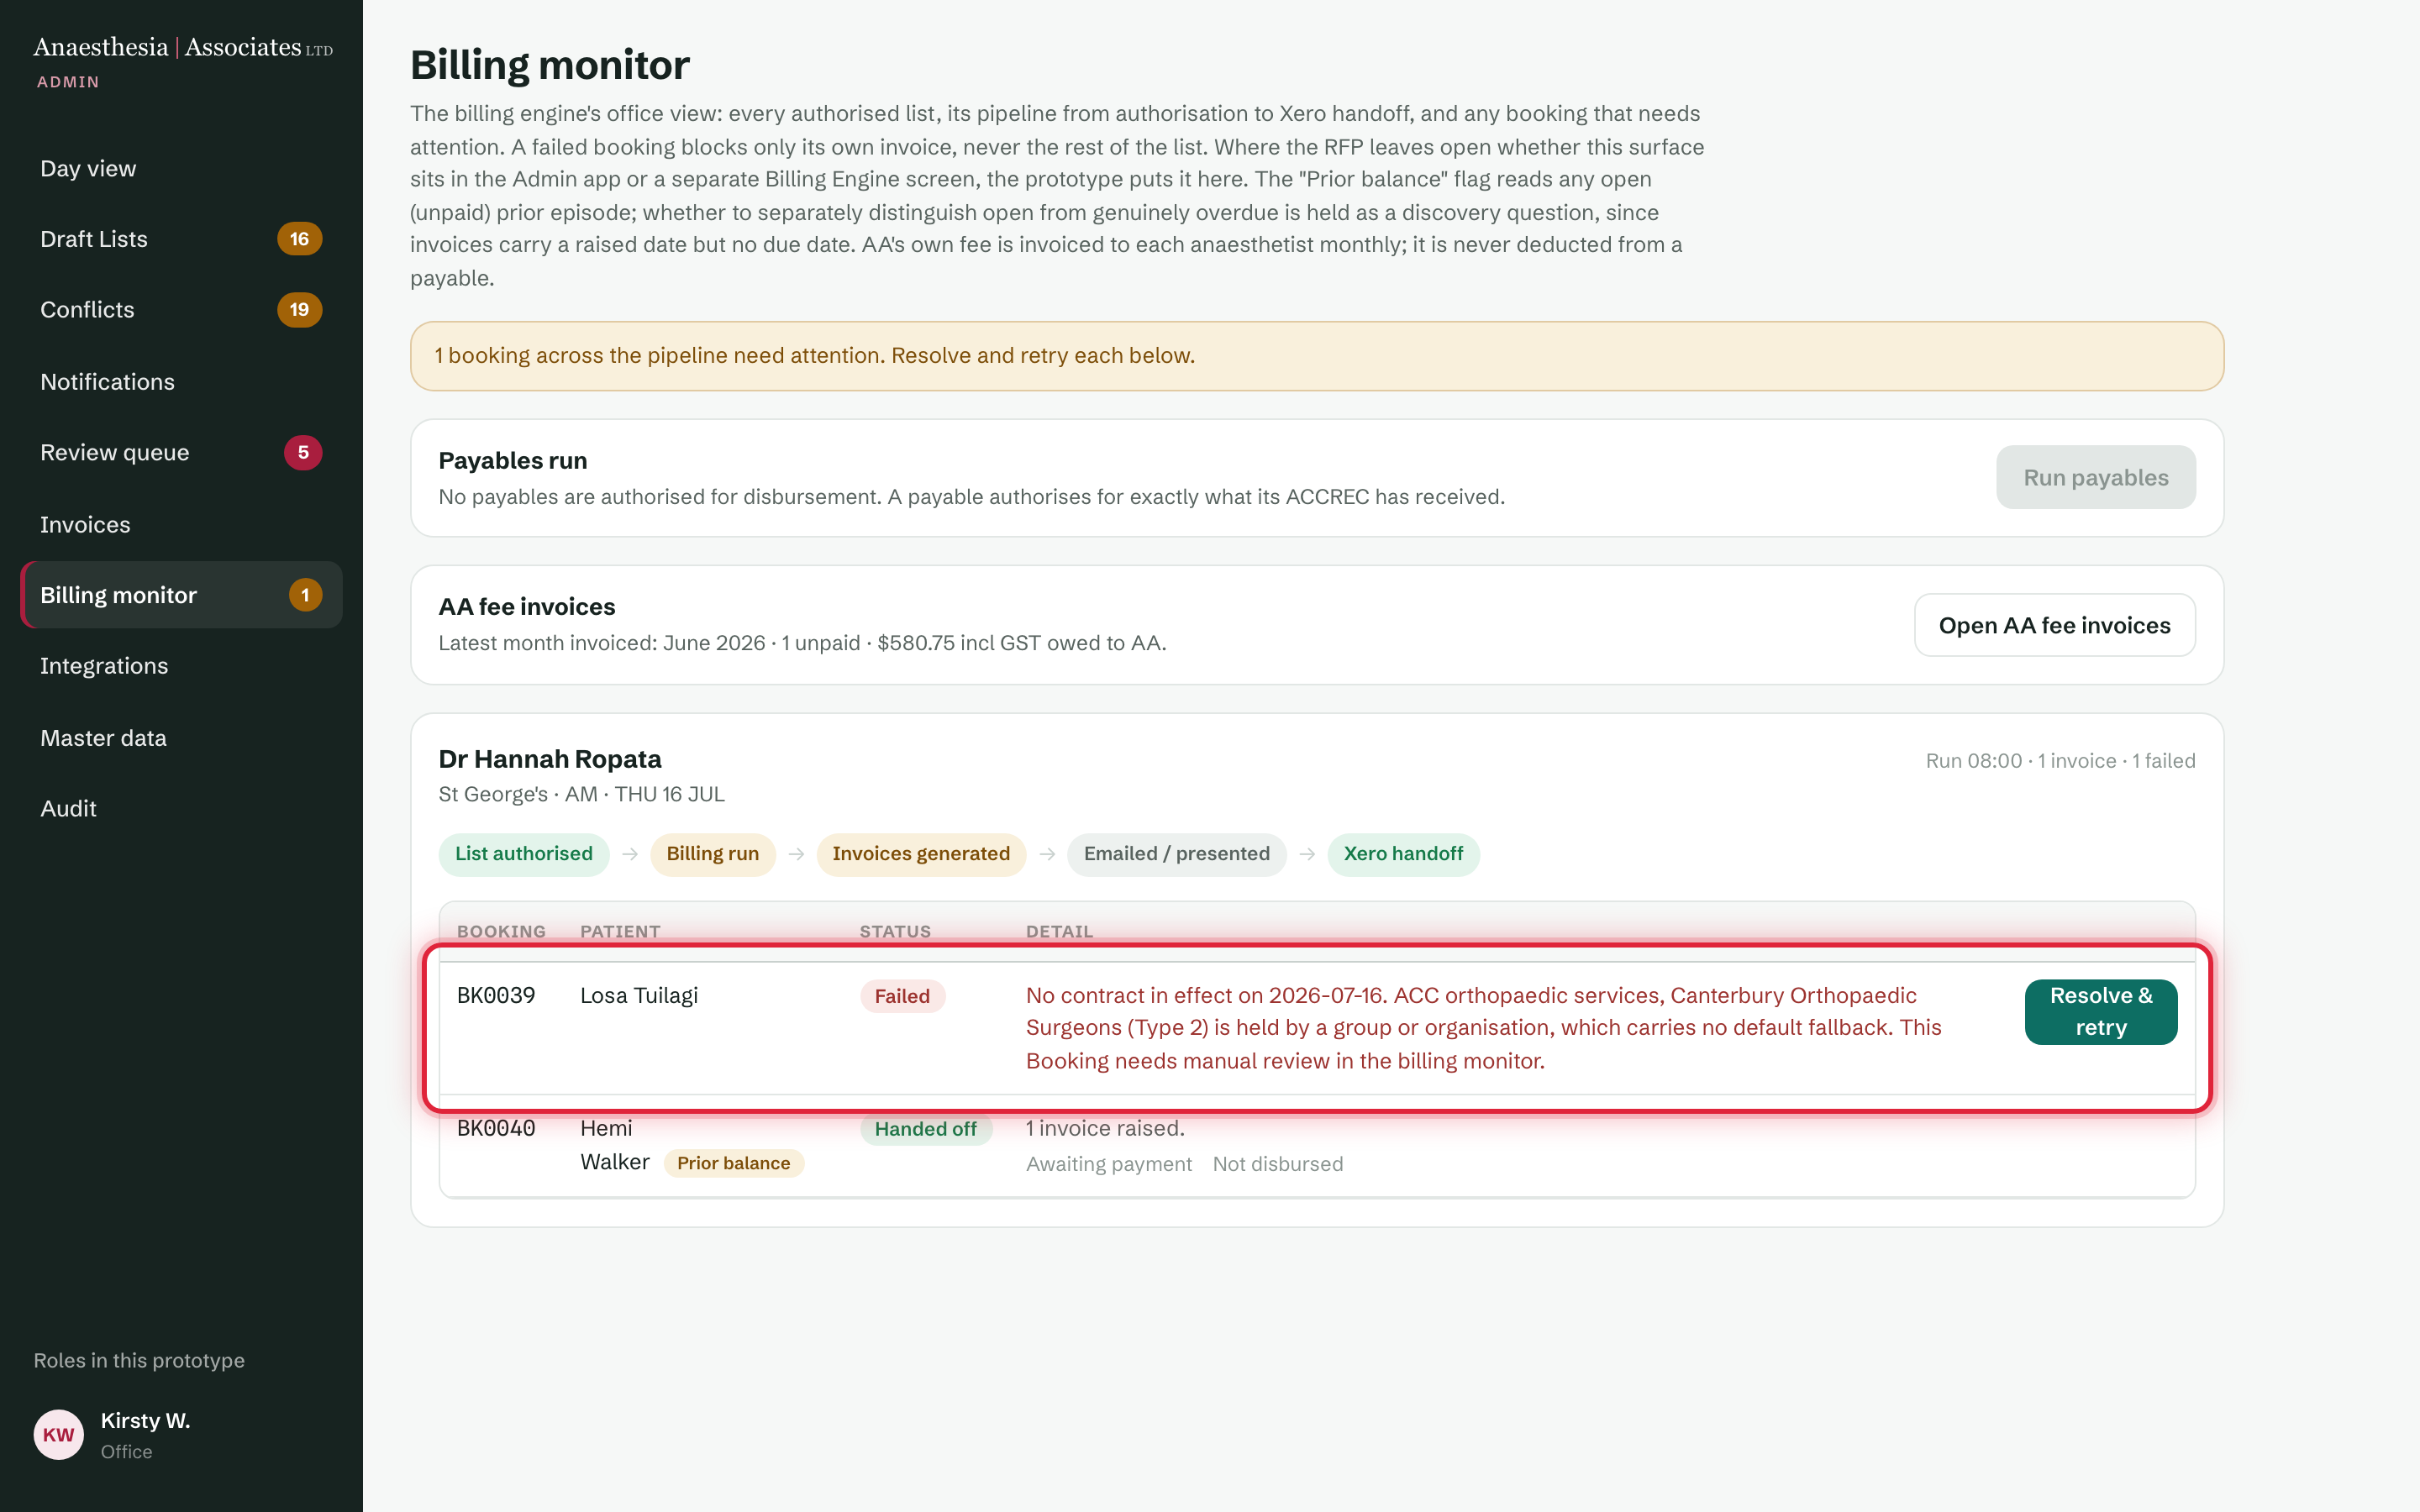 Anaesthesia | Associates LTD
ADMIN
Day view
Draft Lists 16
Conflicts 19
Notifications
Review queue 5
Invoices
Billing monitor 1
Integrations
Master data
Audit
Roles in this prototype
KW
Kirsty W.
Office
Billing monitor
The billing engine's office view: every authorised list, its pipeline from authorisation to Xero handoff, and any booking that needs
attention. A failed booking blocks only its own invoice, never the rest of the list. Where the RFP leaves open whether this surface
sits in the Admin app or a separate Billing Engine screen, the prototype puts it here. The "Prior balance" flag reads any open
(unpaid) prior episode; whether to separately distinguish open from genuinely overdue is held as a discovery question, since
invoices carry a raised date but no due date. AA's own fee is invoiced to each anaesthetist monthly; it is never deducted from a
payable.
1 booking across the pipeline need attention. Resolve and retry each below.
Payables run
No payables are authorised for disbursement. A payable authorises for exactly what its ACCREC has received.
Run payables
AA fee invoices
Latest month invoiced: June 2026 · 1 unpaid · $580.75 incl GST owed to AA.
Open AA fee invoices
Dr Hannah Ropata
Run 08:00 · 1 invoice · 1 failed
St George's · AM · THU 16 JUL
List authorised → Billing run → Invoices generated → Emailed / presented → Xero handoff
BOOKING PATIENT STATUS DETAIL
BK0039 Losa Tuilagi Failed
No contract in effect on 2026-07-16. ACC orthopaedic services, Canterbury Orthopaedic
Surgeons (Type 2) is held by a group or organisation, which carries no default fallback. This
Booking needs manual review in the billing monitor.
Resolve &
retry
BK0040 Hemi
Walker Prior balance
Handed off
1 invoice raised.
Awaiting payment Not disbursed